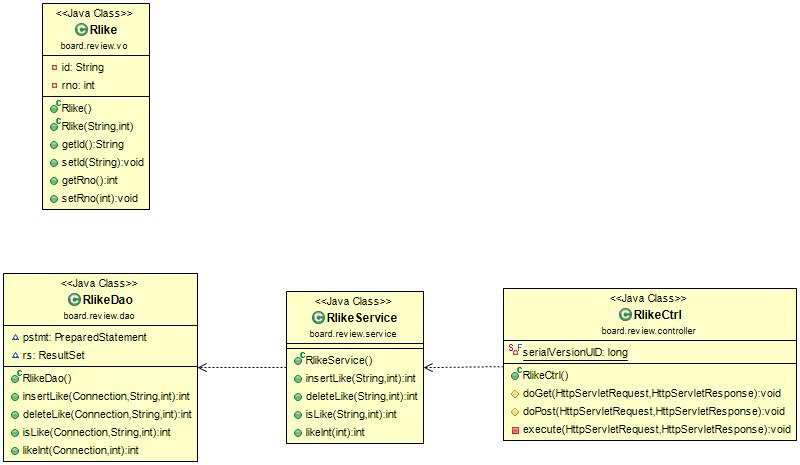 <<Java Class>>
Rlike
board.review.vo
id: String
rno: int
Rlike()
Rlike(String,int)
getId():String
setId(String):void
getRno():int
setRno(int):void
<<Java Class>>
RlikeDao
board.review.dao
pstmt: PreparedStatement
rs: ResultSet
RlikeDao()
insertLike(Connection,String,int):int
deleteLike(Connection,String,int):int
isLike(Connection,String,int):int
likeInt(Connection,int):int
<<Java Class>>
RlikeService
board.review.service
RlikeService()
insertLike(String,int):int
deleteLike(String,int):int
isLike(String,int):int
likeInt(int):int
<<Java Class>>
RlikeCtrl
board.review.controller
serialVersionUID: long
RlikeCtrl()
doGet(HttpServletRequest,HttpServletResponse):void
doPost(HttpServletRequest,HttpServletResponse):void
execute(HttpServletRequest,HttpServletResponse):void